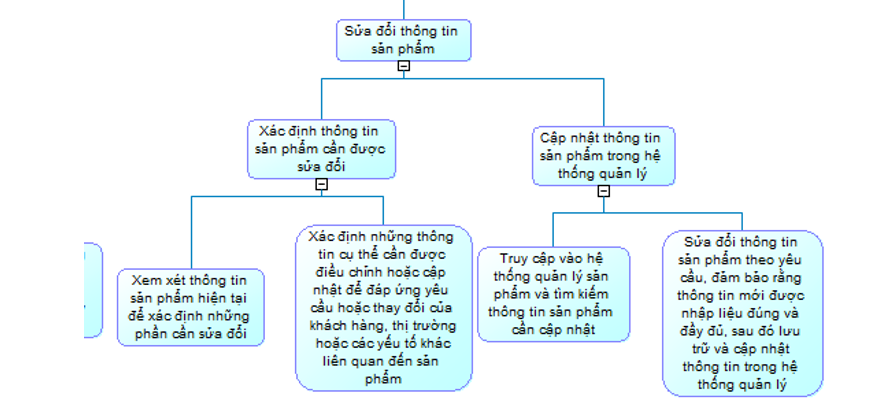 Sửa đổi thông tin
sản phẩm
Xác định thông tin
sản phẩm cần được
sửa đổi
Cập nhật thông tin
sản phẩm trong hệ
thống quản lý
Xem xét thông tin
sản phẩm hiện tại
để xác định những
phần cần sửa đổi
Xác định những thông
tin cụ thể cần được
điều chỉnh hoặc cập
nhật để đáp ứng yêu
cầu hoặc thay đổi của
khách hàng, thị trường
hoặc các yếu tố khác
liên quan đến sản
phẩm
Truy cập vào hệ
thống quản lý sản
phẩm và tìm kiếm
thông tin sản phẩm
cần cập nhật
Sửa đổi thông tin
sản phẩm theo yêu
cầu, đảm bảo rằng
thông tin mới được
nhập liệu đúng và
đầy đủ, sau đó lưu
trữ và cập nhật
thông tin trong hệ
thống quản lý